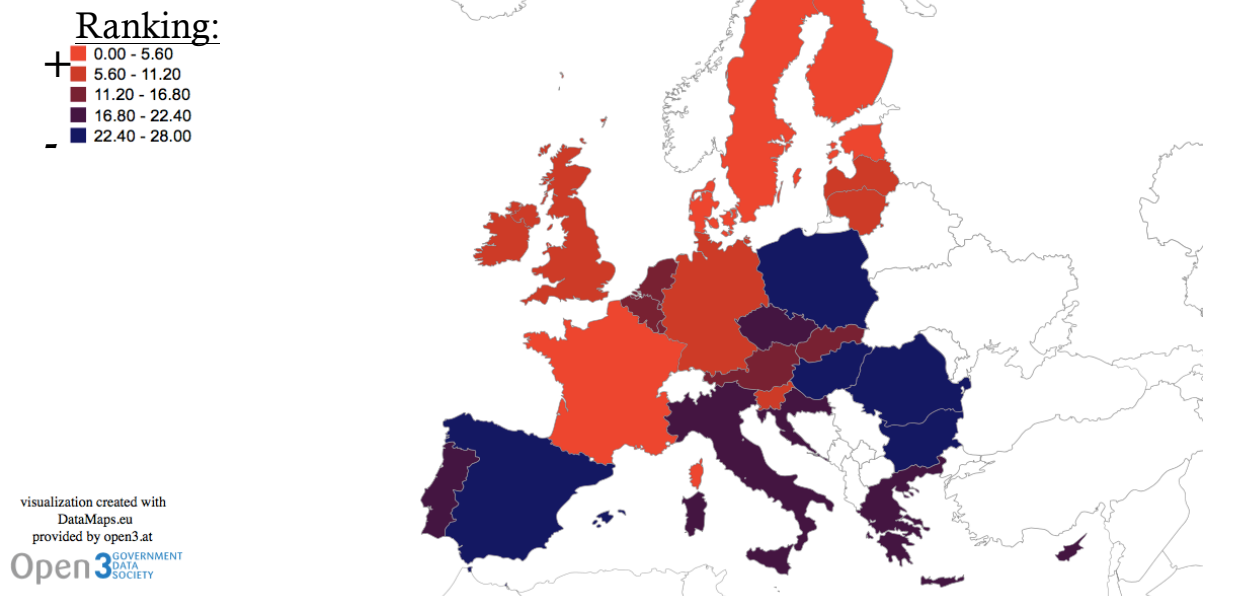 Ranking:
+
0.00 - 5.60
5.60 - 11.20
11.20 - 16.80
16.80 - 22.40
-
22.40 - 28.00
visualization created with
DataMaps.eu
provided by open3.at
Open3 GOVERNMENT
DATA
SOCIETY